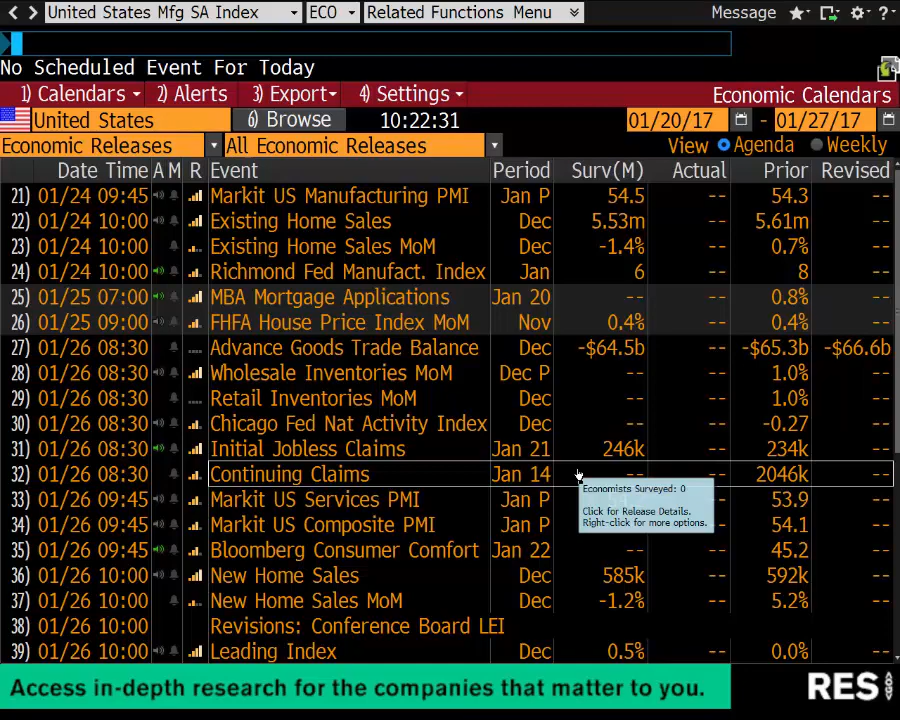 United States Mfg SA Index ECO Related Functions Menu Message ?
No Scheduled Event For Today
1) Calendars 2) Alerts 3) Export 4) Settings Economic Calendars
United States 6) Browse 10:22:31 01/20/17 - 01/27/17
Economic Releases All Economic Releases View Agenda Weekly
Date Time A M R Event Period Surv(M) Actual Prior Revised
21) 01/24 09:45 Markit US Manufacturing PMI Jan P 54.5 -- 54.3 --
22) 01/24 10:00 Existing Home Sales Dec 5.53m -- 5.61m --
23) 01/24 10:00 Existing Home Sales MoM Dec -1.4% -- 0.7% --
24) 01/24 10:00 Richmond Fed Manufact. Index Jan 6 -- 8 --
25) 01/25 07:00 MBA Mortgage Applications Jan 20 -- -- 0.8% --
26) 01/25 09:00 FHFA House Price Index MoM Nov 0.4% -- 0.4% --
27) 01/26 08:30 Advance Goods Trade Balance Dec -$64.5b -- -$65.3b -$66.6b
28) 01/26 08:30 Wholesale Inventories MoM Dec P -- -- 1.0% --
29) 01/26 08:30 Retail Inventories MoM Dec -- -- 1.0% --
30) 01/26 08:30 Chicago Fed Nat Activity Index Dec -- -- -0.27 --
31) 01/26 08:30 Initial Jobless Claims Jan 21 246k -- 234k --
32) 01/26 08:30 Continuing Claims Jan 14 -- -- 2046k --
33) 01/26 09:45 Markit US Services PMI Jan P -- 53.9 --
34) 01/26 09:45 Markit US Composite PMI Jan P -- 54.1 --
35) 01/26 09:45 Bloomberg Consumer Comfort Jan 22 -- -- 45.2 --
36) 01/26 10:00 New Home Sales Dec 585k -- 592k --
37) 01/26 10:00 New Home Sales MoM Dec -1.2% -- 5.2% --
38) 01/26 10:00 Revisions: Conference Board LEI
39) 01/26 10:00 Leading Index Dec 0.5% -- 0.0% --
Economists Surveyed: 0
Click for Release Details.
Right-click for more options.
Access in-depth research for the companies that matter to you.
RES